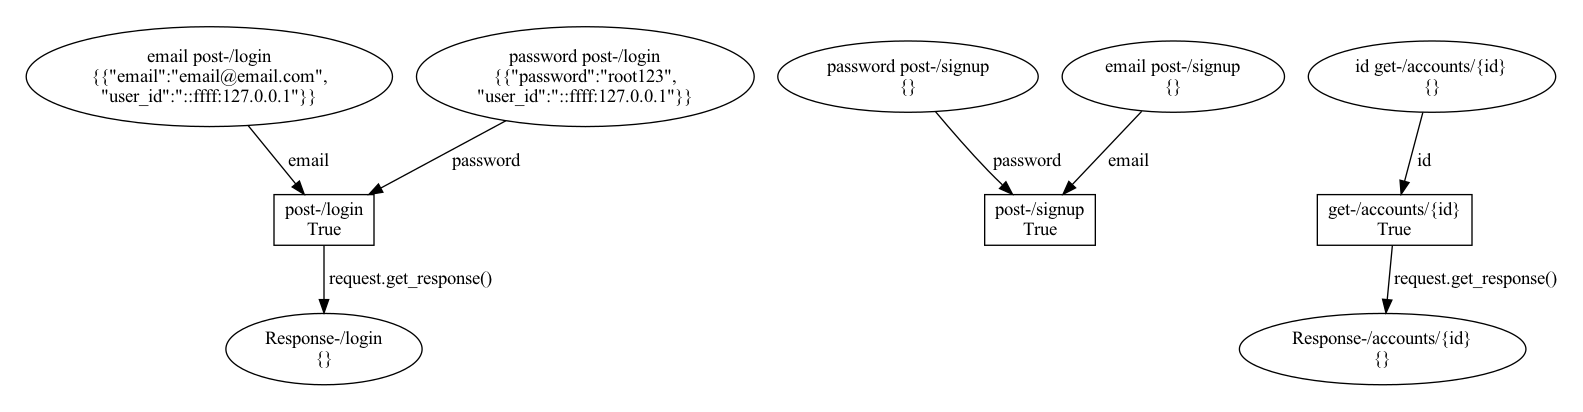 email post-/login
{{"email":"email@email.com",
"user_id":"::ffff:127.0.0.1"}}
password post-/login
{{"password":"root123",
"user_id":"::ffff:127.0.0.1"}}
password post-/signup
{}
email post-/signup
{}
id get-/accounts/{id}
{}
email
password
password
email
id
post-/login
True
post-/signup
True
get-/accounts/{id}
True
request.get_response()
request.get_response()
Response-/login
{}
Response-/accounts/{id}
{}